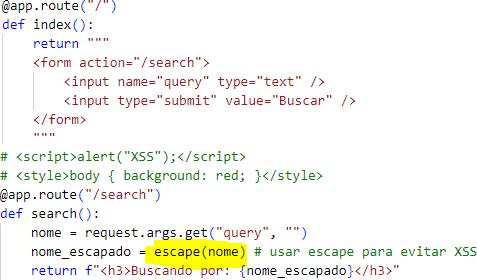 @app.route("/")
def index():
    return """
    <form action="/search">
        <input name="query" type="text" />
        <input type="submit" value="Buscar" />
    </form>
    """
# <script>alert("XSS");</script>
# <style>body { background: red; }</style>
@app.route("/search")
def search():
    nome = request.args.get("query", "")
    nome_escapado = escape(nome) # usar escape para evitar XSS
    return f"<h3>Buscando por: {nome_escapado}</h3>"